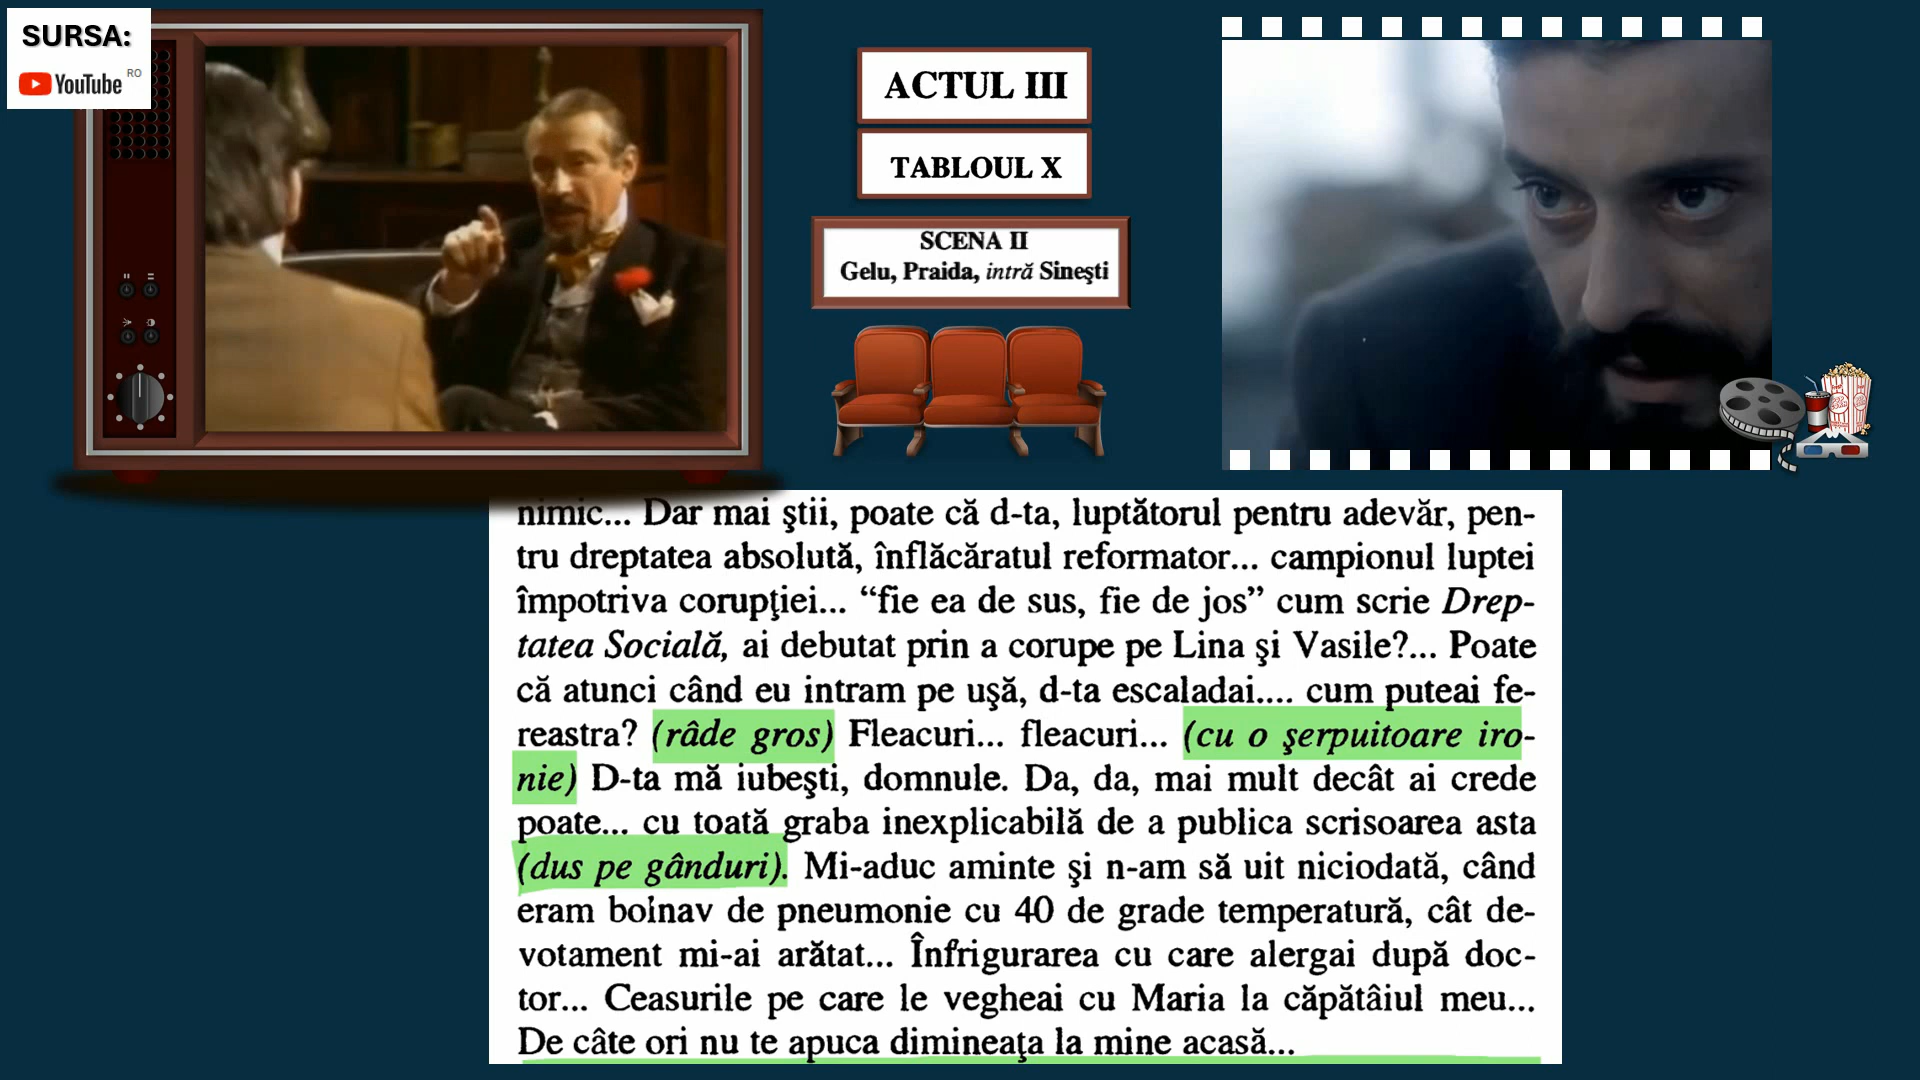 SURSA:
YouTube RO
ACTUL III
TABLOUL X
SCENA II
Gelu, Praida, intră Sineşti
nimic... Dar mai ştii, poate că d-ta, luptătorul pentru adevăr, pen-
tru dreptatea absolută, înflăcăratul reformator... campionul luptei
împotriva corupţiei... “fie ea de sus, fie de jos” cum scrie Drep-
tatea Socială, ai debutat prin a corupe pe Lina şi Vasile?... Poate
că atunci când eu intram pe uşă, d-ta escaladai.... cum puteai fe-
reastra? (râde gros) Fleacuri... fleacuri... (cu o şerpuitoare iro-
nie) D-ta mă iubeşti, domnule. Da, da, mai mult decât ai crede
poate... cu toată graba inexplicabilă de a publica scrisoarea asta
(dus pe gânduri). Mi-aduc aminte şi n-am să uit niciodată, când
eram bolnav de pneumonie cu 40 de grade temperatură, cât de-
votament mi-ai arătat... Înfrigurarea cu care alergai după doc-
tor... Ceasurile pe care le vegheai cu Maria la căpătâiul meu...
De câte ori nu te apuca dimineaţa la mine acasă...